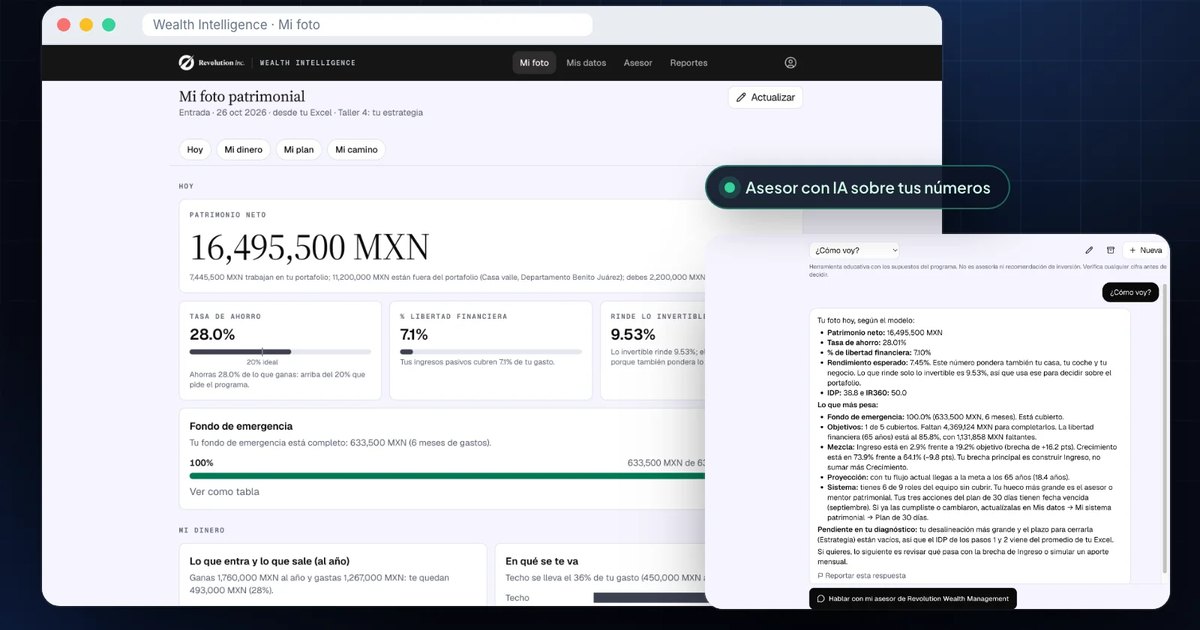 Wealth Intelligence · Mi foto
Revolution Inc. WEALTH INTELLIGENCE
Mi foto
Mis datos
Asesor
Reportes
Mi foto patrimonial
Entrada · 26 oct 2026 · desde tu Excel · Taller 4: tu estrategia
Actualizar
Hoy
Mi dinero
Mi plan
Mi camino
HOY
PATRIMONIO NETO
16,495,500 MXN
7,445,500 MXN trabajan en tu portafolio; 11,200,000 MXN están fuera del portafolio (Casa valle, Departamento Benito Juárez); debes 2,200,000 MXN
TASA DE AHORRO
28.0%
20% ideal
Ahorras 28.0% de lo que ganas: arriba del 20% que
pide el programa.
% LIBERTAD FINANCIERA
7.1%
Tus ingresos pasivos cubren 7.1% de tu gasto.
RINDE LO INVERTIBLE
9.53%
Lo invertible rinde 9.53%; el
porque también pondera lo
Fondo de emergencia
Tu fondo de emergencia está completo: 633,500 MXN (6 meses de gastos).
100%
633,500 MXN de 63
Ver como tabla
MI DINERO
Lo que entra y lo que sale (al año)
Ganas 1,760,000 MXN al año y gastas 1,267,000 MXN: te quedan
493,000 MXN (28%).
En qué se te va
Techo se lleva el 36% de tu gasto (450,000 MXN a
Techo
Asesor con IA sobre tus números
¿Cómo voy?
+ Nueva
Herramienta educativa con los supuestos del programa. No es asesoría ni recomendación de inversión. Verifica cualquier cifra antes de
decidir.
¿Cómo voy?
Tu foto hoy, según el modelo:
• Patrimonio neto: 16,495,500 MXN
• Tasa de ahorro: 28.01%
• % de libertad financiera: 7.10%
• Rendimiento esperado: 7.45%. Este número pondera también tu casa, tu coche y tu
negocio. Lo que rinde solo lo invertible es 9.53%, así que usa ese para decidir sobre el
portafolio.
• IDP: 38.8 e IR360: 50.0
Lo que más pesa:
• Fondo de emergencia: 100.0% (633,500 MXN, 6 meses). Está cubierto.
• Objetivos: 1 de 5 cubiertos. Faltan 4,369,124 MXN para completarlos. La libertad
financiera (65 años) está al 85.8%, con 1,131,858 MXN faltantes.
• Mezcla: Ingreso está en 2.9% frente a 19.2% objetivo (brecha de +16.2 pts). Crecimiento
está en 73.9% frente a 64.1% (-9.8 pts). Tu brecha principal es construir Ingreso, no
sumar más Crecimiento.
• Proyección: con tu flujo actual llegas a la meta a los 65 años (18.4 años).
• Sistema: tienes 6 de 9 roles del equipo sin cubrir. Tu hueco más grande es el asesor o
mentor patrimonial. Tus tres acciones del plan de 30 días tienen fecha vencida
(septiembre). Si ya las cumpliste o cambiaron, actualízalas en Mis datos → Mi sistema
patrimonial → Plan de 30 días.
Pendiente en tu diagnóstico: tu desalineación más grande y el plazo para cerrarla
(Estrategia) están vacíos, así que el IDP de los pasos 1 y 2 viene del promedio de tu Excel.
Si quieres, lo siguiente es revisar qué pasa con la brecha de Ingreso o simular un aporte
mensual.
Reportar esta respuesta
Hablar con mi asesor de Revolution Wealth Management